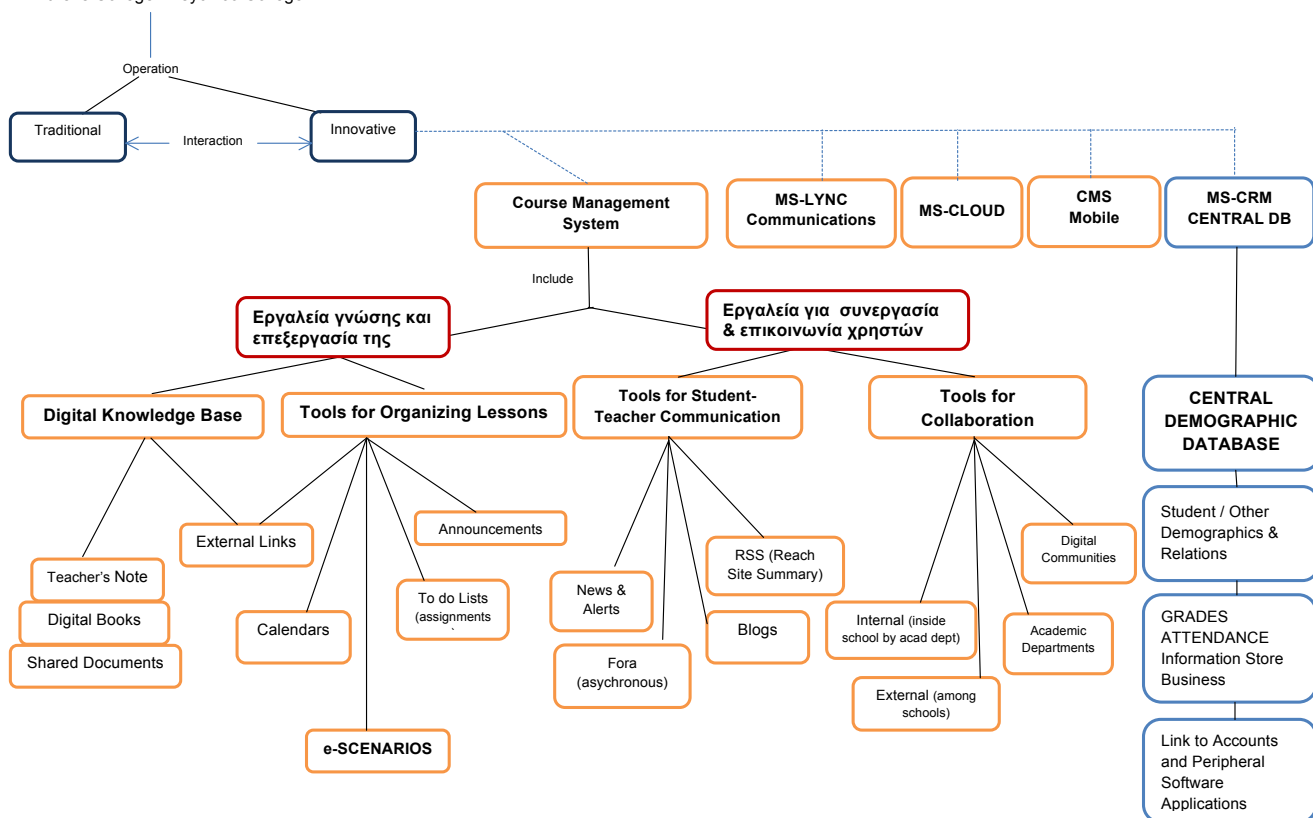 Operation
Traditional
Interaction
Innovative
Course Management
System
MS-LYNC
Communications
MS-CLOUD
CMS
Mobile
MS-CRM
CENTRAL DB
Include
Εργαλεία γνώσης και
επεξεργασία της
Εργαλεία για συνεργασία
& επικοινωνία χρηστών
Digital Knowledge Base
Tools for Organizing Lessons
Tools for Student-
Teacher Communication
Tools for
Collaboration
CENTRAL
DEMOGRAPHIC
DATABASE
External Links
Announcements
Teacher's Note
Digital Books
Shared Documents
Calendars
To do Lists
(assignments
e-SCENARIOS
News &
Alerts
RSS (Reach
Site Summary)
Fora
(asychronous)
Blogs
Digital
Communities
Internal (inside
school by acad dept)
Academic
Departments
External (among
schools)
Student / Other
Demographics &
Relations
GRADES
ATTENDANCE
Information Store
Business
Link to Accounts
and Peripheral
Software
Applications